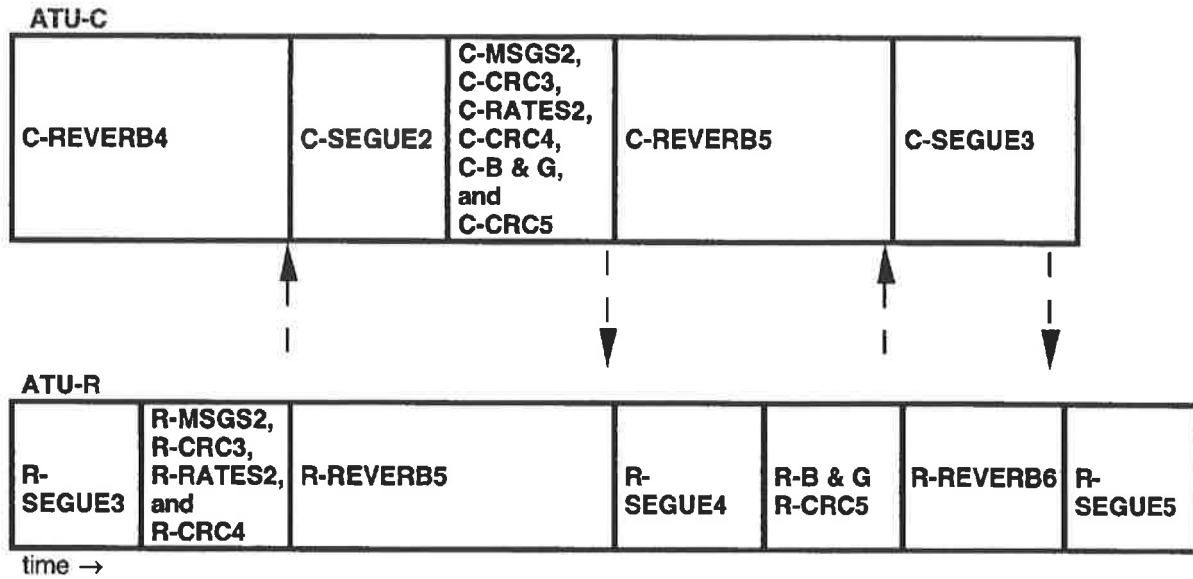 ATU-C
C-REVERB4
C-SEGUE2
C-MSGS2,
C-CRC3,
C-RATES2,
C-CRC4,
C-B & G,
and
C-CRC5
C-REVERB5
C-SEGUE3
ATU-R
R-
SEGUE3
R-MSGS2,
R-CRC3,
R-RATES2,
and
R-CRC4
R-REVERB5
R-
SEGUE4
R-B & G
R-CRC5
R-REVERB6
R-
SEGUE5
time →